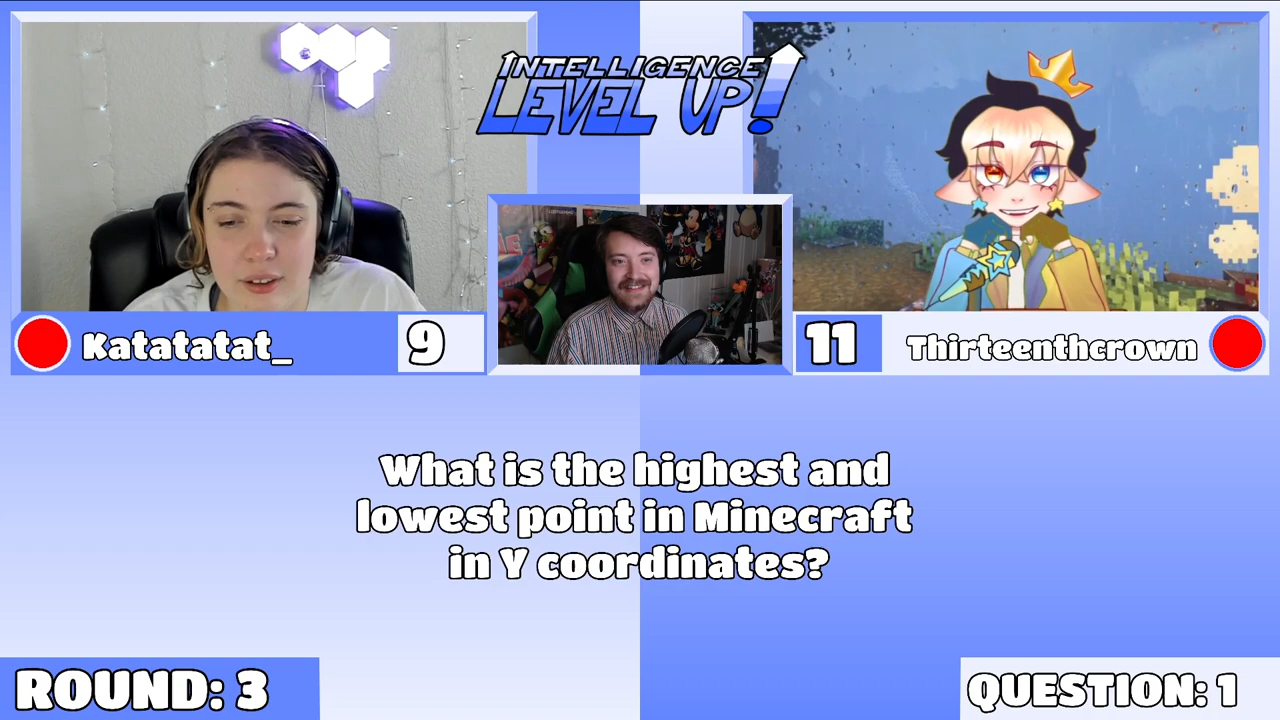 INTELLIGENCE
LEVEL UP!
Katatatat_
9
11
Thirteenthcrown
What is the highest and
lowest point in Minecraft
in Y coordinates?
ROUND: 3
QUESTION: 1